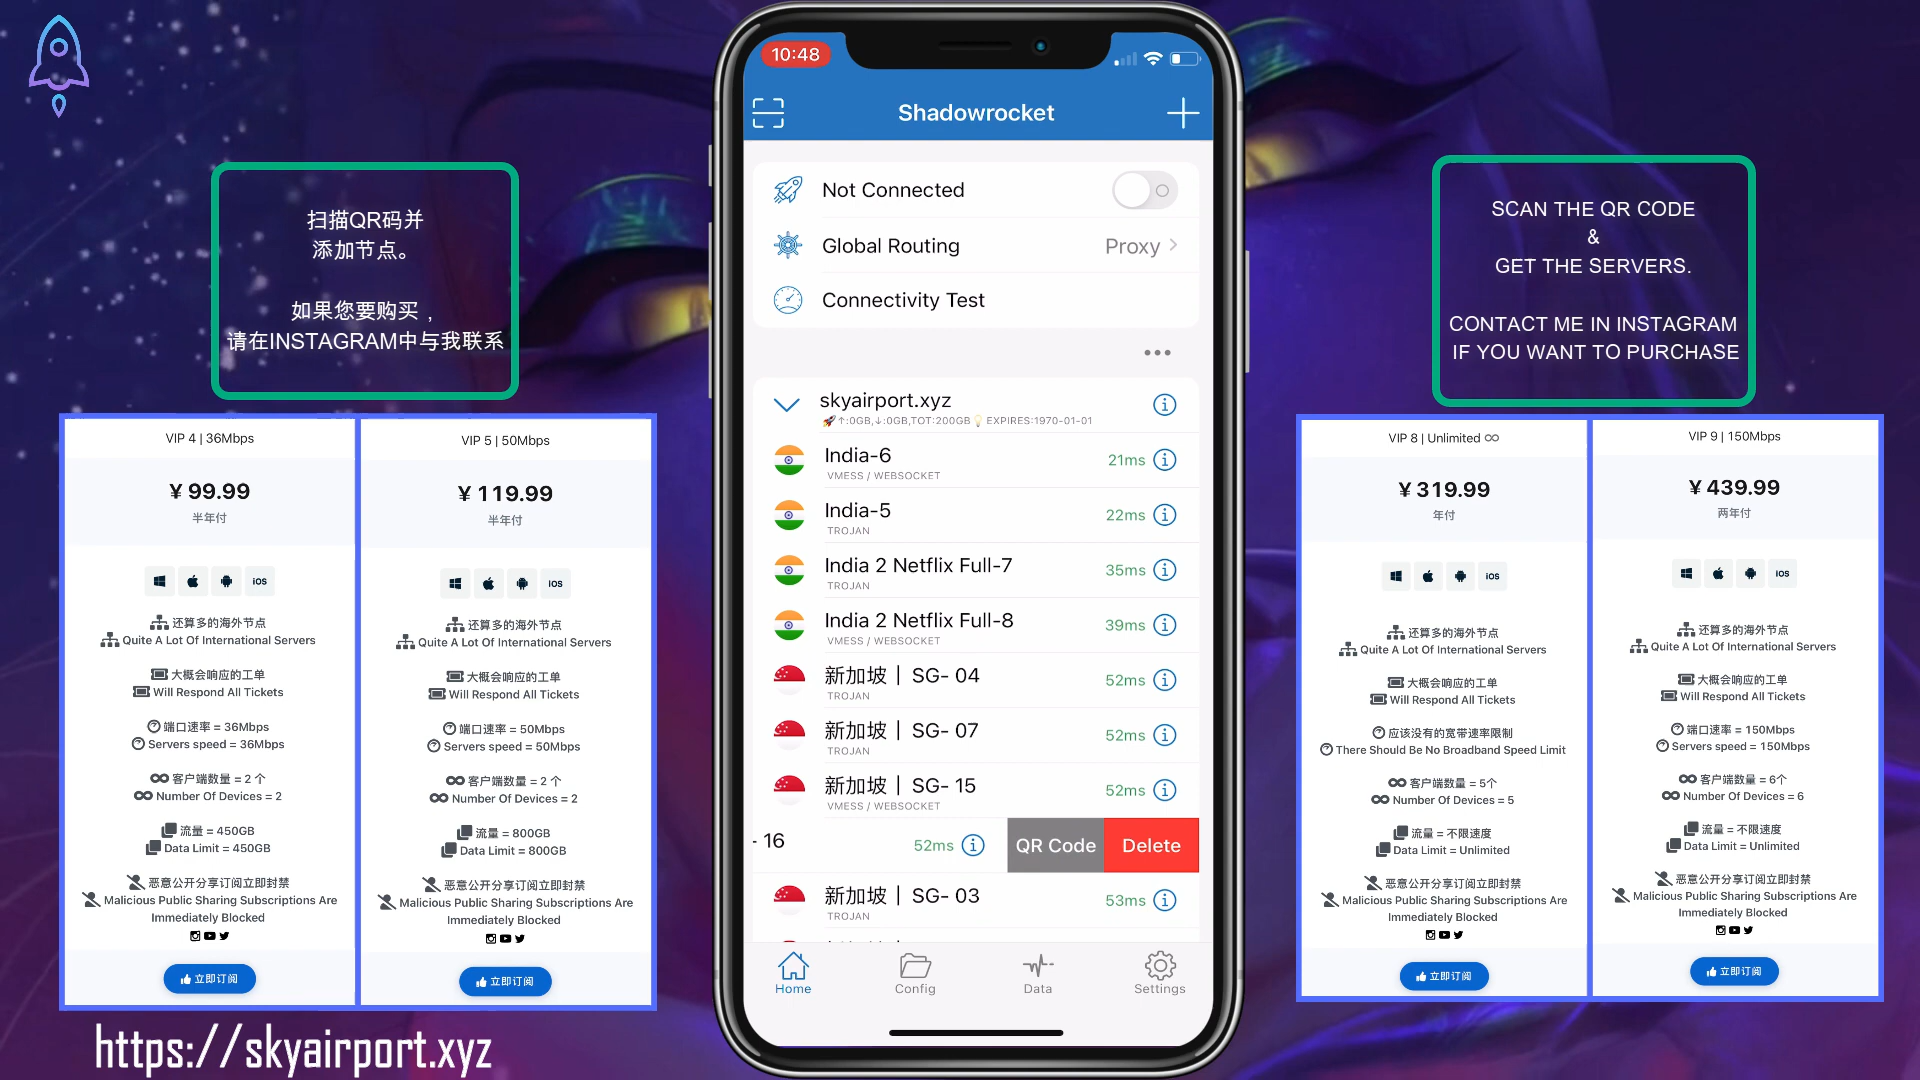 扫描QR码并
添加节点。
如果您要购买，
请在INSTAGRAM中与我联系
VIP 4 | 36Mbps
¥ 99.99
半年付
iOS
还算多的海外节点
Quite A Lot Of International Servers
大概会响应的工单
Will Respond All Tickets
端口速率 = 36Mbps
Servers speed = 36Mbps
客户端数量 = 2 个
Number Of Devices = 2
流量 = 450GB
Data Limit = 450GB
恶意公开分享订阅立即封禁
Malicious Public Sharing Subscriptions Are
Immediately Blocked
立即订阅
VIP 5 | 50Mbps
¥ 119.99
半年付
iOS
还算多的海外节点
Quite A Lot Of International Servers
大概会响应的工单
Will Respond All Tickets
端口速率 = 50Mbps
Servers speed = 50Mbps
客户端数量 = 2 个
Number Of Devices = 2
流量 = 800GB
Data Limit = 800GB
恶意公开分享订阅立即封禁
Malicious Public Sharing Subscriptions Are
Immediately Blocked
立即订阅
https://skyairport.xyz
10:48
Shadowrocket
Not Connected
Global Routing Proxy
Connectivity Test
skyairport.xyz
↑:0GB,↓:0GB,TOT:200GB EXPIRES:1970-01-01
India-6 21ms
VMESS / WEBSOCKET
India-5 22ms
TROJAN
India 2 Netflix Full-7 35ms
TROJAN
India 2 Netflix Full-8 39ms
VMESS / WEBSOCKET
新加坡丨 SG- 04 52ms
TROJAN
新加坡丨 SG- 07 52ms
TROJAN
新加坡丨 SG- 15 52ms
VMESS / WEBSOCKET
- 16 52ms QR Code Delete
新加坡丨 SG- 03 53ms
TROJAN
Home Config Data Settings
SCAN THE QR CODE
&
GET THE SERVERS.
CONTACT ME IN INSTAGRAM
IF YOU WANT TO PURCHASE
VIP 8 | Unlimited ∞
¥ 319.99
年付
iOS
还算多的海外节点
Quite A Lot Of International Servers
大概会响应的工单
Will Respond All Tickets
应该没有的宽带速率限制
There Should Be No Broadband Speed Limit
客户端数量 = 5个
Number Of Devices = 5
流量 = 不限速度
Data Limit = Unlimited
恶意公开分享订阅立即封禁
Malicious Public Sharing Subscriptions Are
Immediately Blocked
立即订阅
VIP 9 | 150Mbps
¥ 439.99
两年付
iOS
还算多的海外节点
Quite A Lot Of International Servers
大概会响应的工单
Will Respond All Tickets
端口速率 = 150Mbps
Servers speed = 150Mbps
客户端数量 = 6个
Number Of Devices = 6
流量 = 不限速度
Data Limit = Unlimited
恶意公开分享订阅立即封禁
Malicious Public Sharing Subscriptions Are
Immediately Blocked
立即订阅